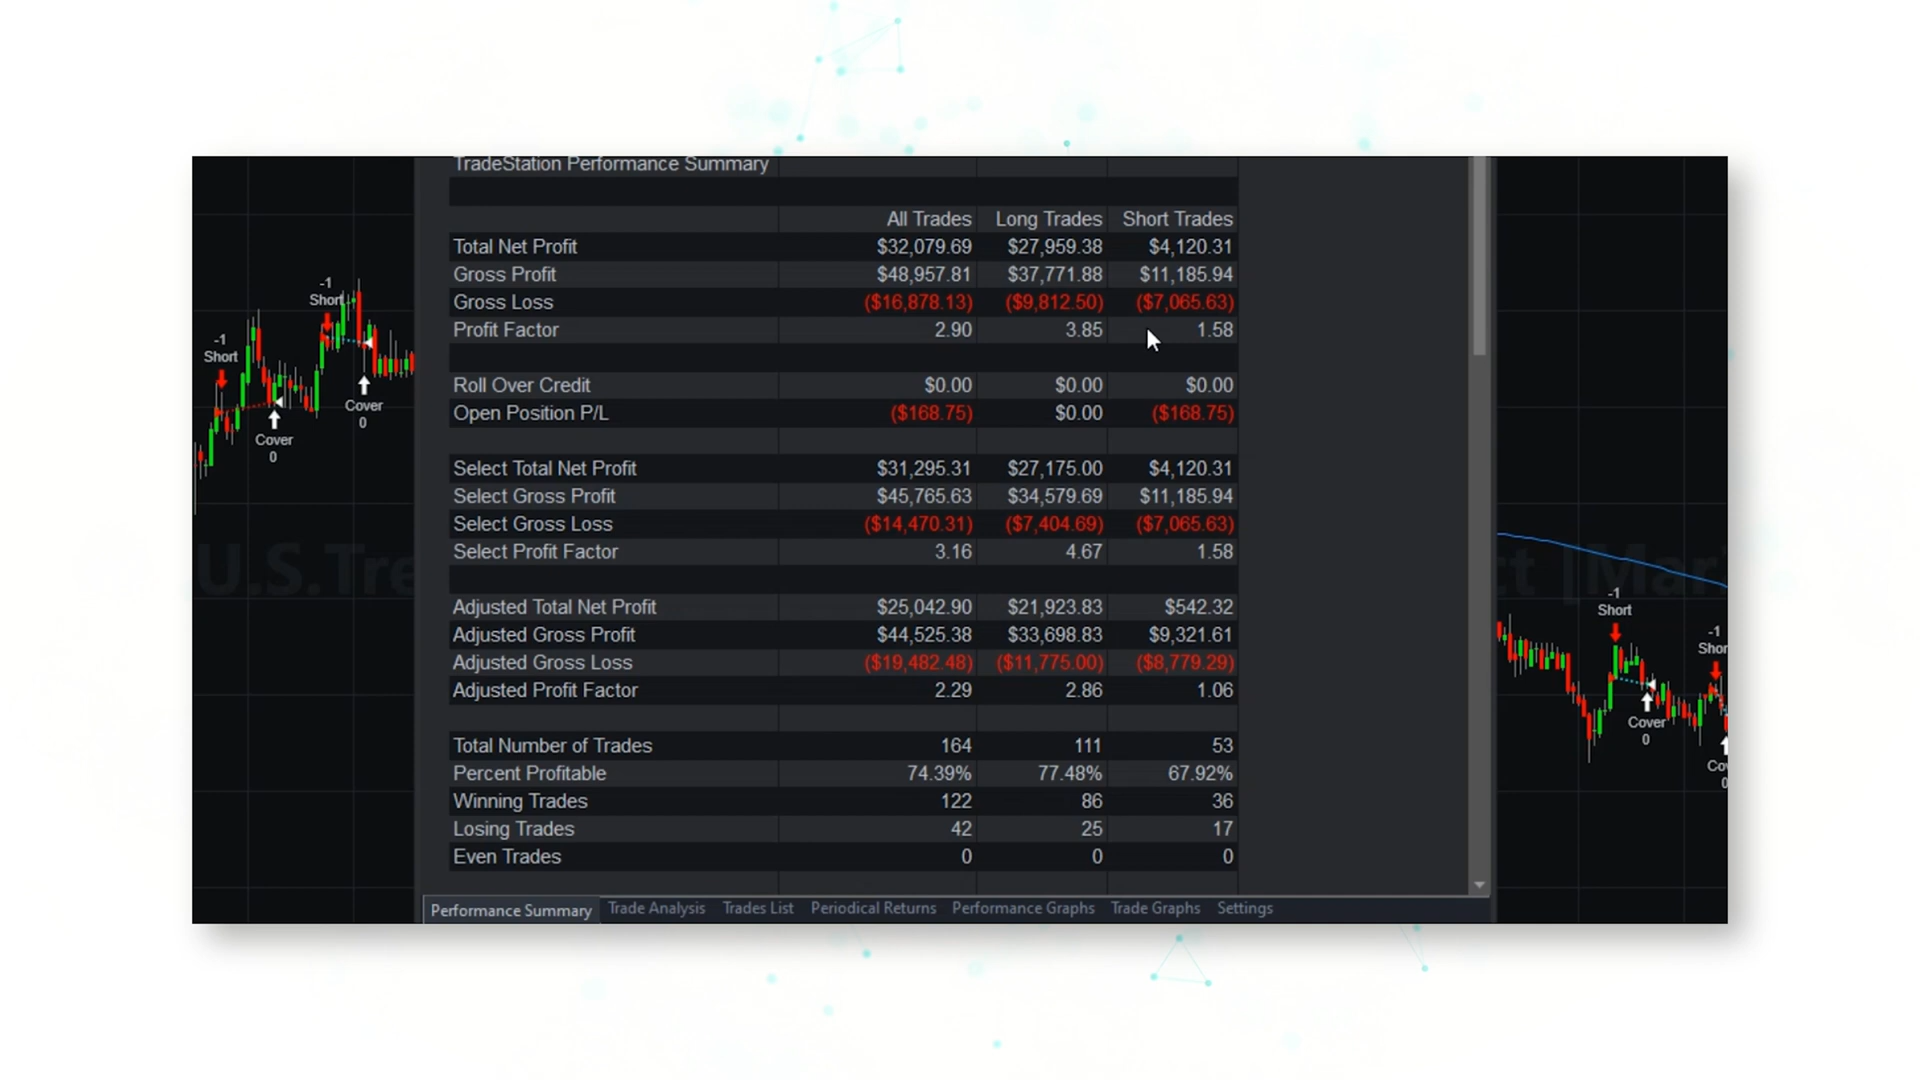 TradeStation Performance Summary
All Trades Long Trades Short Trades
Total Net Profit $32,079.69 $27,959.38 $4,120.31
Gross Profit $48,957.81 $37,771.88 $11,185.94
Gross Loss ($16,878.13) ($9,812.50) ($7,065.63)
Profit Factor 2.90 3.85 1.58
Roll Over Credit $0.00 $0.00 $0.00
Open Position P/L ($168.75) $0.00 ($168.75)
Select Total Net Profit $31,295.31 $27,175.00 $4,120.31
Select Gross Profit $45,765.63 $34,579.69 $11,185.94
Select Gross Loss ($14,470.31) ($7,404.69) ($7,065.63)
Select Profit Factor 3.16 4.67 1.58
Adjusted Total Net Profit $25,042.90 $21,923.83 $542.32
Adjusted Gross Profit $44,525.38 $33,698.83 $9,321.61
Adjusted Gross Loss ($19,482.48) ($11,775.00) ($8,779.29)
Adjusted Profit Factor 2.29 2.86 1.06
Total Number of Trades 164 111 53
Percent Profitable 74.39% 77.48% 67.92%
Winning Trades 122 86 36
Losing Trades 42 25 17
Even Trades 0 0 0
Performance Summary Trade Analysis Trades List Periodical Returns Performance Graphs Trade Graphs Settings
-1
Short
Cover
0
-1
Short
Cover
0
U.S.Tre
-1
Short
Cover
0
-1
Shor
Co
0